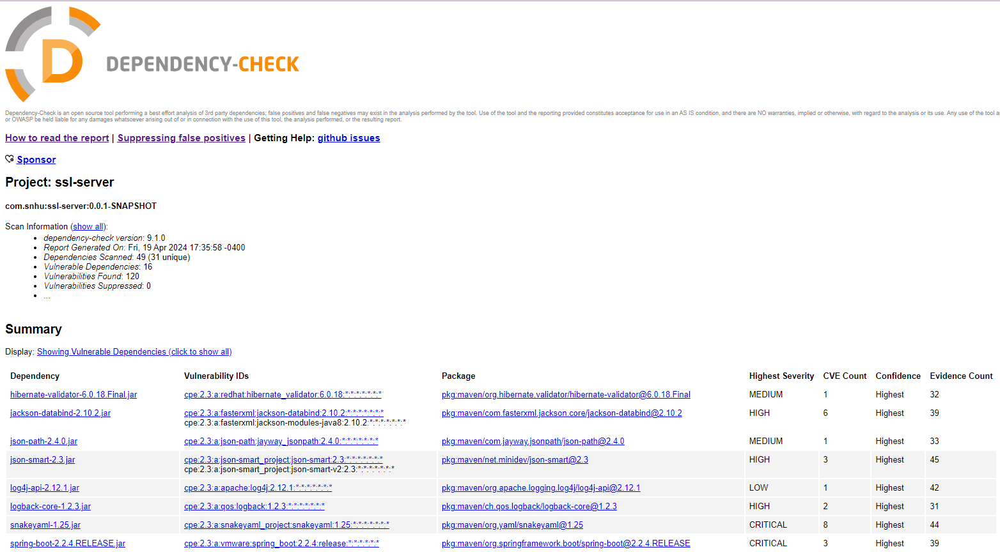 DEPENDENCY-CHECK
Dependency-Check is an open source tool performing a best effort analysis of 3rd party dependencies; false positives and false negatives may exist in the analysis performed by the tool. Use of the tool and the reporting provided constitutes acceptance for use in an AS IS condition, and there are NO warranties, implied or otherwise, with regard to the analysis or its use. Any use of the tool
or OWASP be held liable for any damages whatsoever arising out of or in connection with the use of this tool, the analysis performed, or the resulting report.
How to read the report | Suppressing false positives | Getting Help: github issues
Sponsor
Project: ssl-server
com.snhu:ssl-server:0.0.1-SNAPSHOT
Scan Information (show all):
• dependency-check version: 9.1.0
• Report Generated On: Fri, 19 Apr 2024 17:35:58 -0400
• Dependencies Scanned: 49 (31 unique)
• Vulnerable Dependencies: 16
• Vulnerabilities Found: 120
• Vulnerabilities Suppressed: 0
• ...
Summary
Display: Showing Vulnerable Dependencies (click to show all)
Dependency Vulnerability IDs Package Highest Severity CVE Count Confidence Evidence Count
hibernate-validator-6.0.18.Final.jar cpe:2.3:a:redhat:hibernate_validator:6.0.18:*:*:*:*:*:*:* pkg:maven/org.hibernate.validator/hibernate-validator@6.0.18.Final MEDIUM 1 Highest 32
jackson-databind-2.10.2.jar cpe:2.3:a:fasterxml:jackson-databind:2.10.2:*:*:*:*:*:*:* pkg:maven/com.fasterxml.jackson.core/jackson-databind@2.10.2 HIGH 6 Highest 39
cpe:2.3:a:fasterxml:jackson-modules-java8:2.10.2:*:*:*:*:*:*:*
json-path-2.4.0.jar cpe:2.3:a:json-path:jayway_jsonpath:2.4.0:*:*:*:*:*:*:* pkg:maven/com.jayway.jsonpath/json-path@2.4.0 MEDIUM 1 Highest 33
json-smart-2.3.jar cpe:2.3:a:json-smart_project:json-smart:2.3:*:*:*:*:*:*:* pkg:maven/net.minidev/json-smart@2.3 HIGH 3 Highest 45
cpe:2.3:a:json-smart_project:json-smart-v2:2.3:*:*:*:*:*:*:*
log4j-api-2.12.1.jar cpe:2.3:a:apache:log4j:2.12.1:*:*:*:*:*:*:* pkg:maven/org.apache.logging.log4j/log4j-api@2.12.1 LOW 1 Highest 42
logback-core-1.2.3.jar cpe:2.3:a:qos:logback:1.2.3:*:*:*:*:*:*:* pkg:maven/ch.qos.logback/logback-core@1.2.3 HIGH 2 Highest 31
snakeyaml-1.25.jar cpe:2.3:a:snakeyaml_project:snakeyaml:1.25:*:*:*:*:*:*:* pkg:maven/org.yaml/snakeyaml@1.25 CRITICAL 8 Highest 44
spring-boot-2.2.4.RELEASE.jar cpe:2.3:a:vmware:spring_boot:2.2.4:release:*:*:*:*:*:* pkg:maven/org.springframework.boot/spring-boot@2.2.4.RELEASE CRITICAL 3 Highest 39